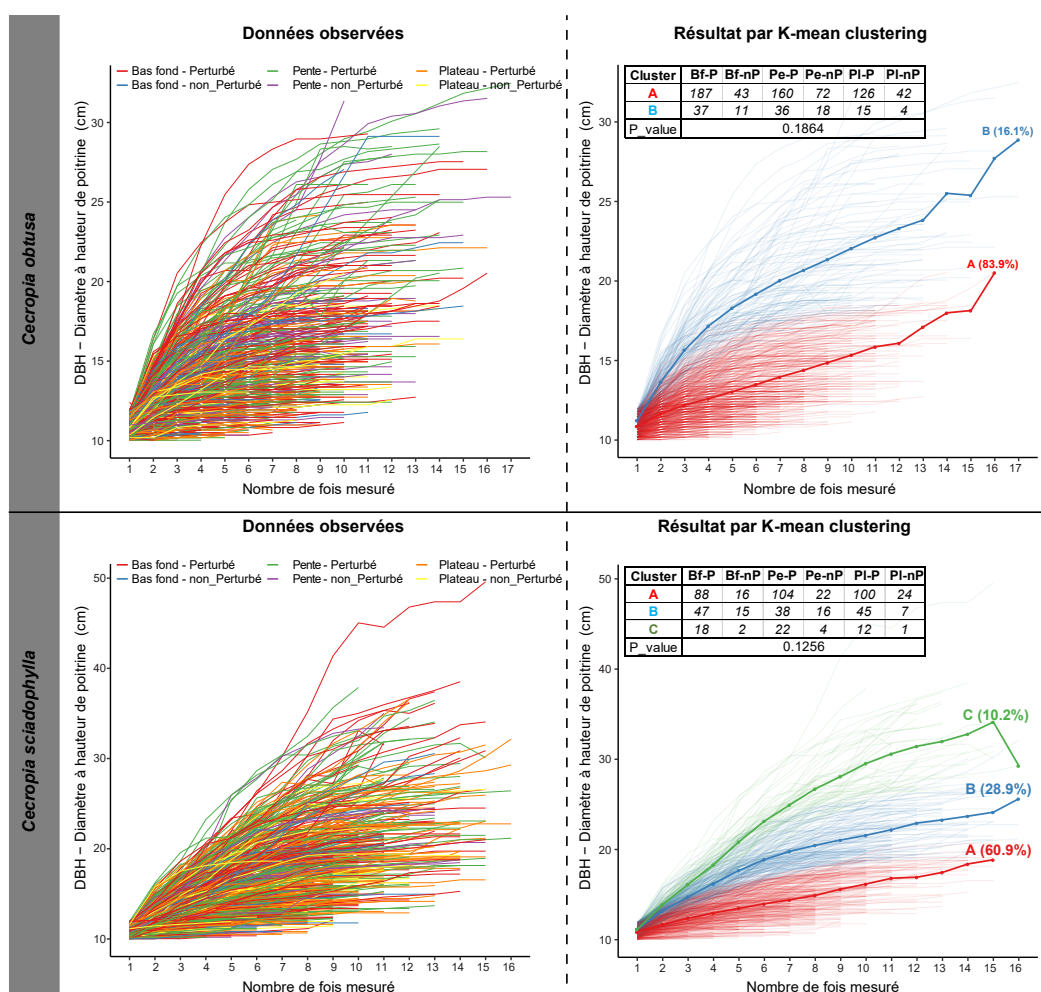 Cecropia obtusa
Données observées
Bas fond - Perturbé
Bas fond - non_Perturbé
Pente - Perturbé
Pente - non_Perturbé
Plateau - Perturbé
Plateau - non_Perturbé
DBH – Diamètre à hauteur de poitrine (cm)
30
25
20
15
10
1 2 3 4 5 6 7 8 9 10 11 12 13 14 15 16 17
Nombre de fois mesuré
Résultat par K-mean clustering
Cluster Bf-P Bf-nP Pe-P Pe-nP Pl-P Pl-nP
A 187 43 160 72 126 42
B 37 11 36 18 15 4
P_value 0.1864
B (16.1%)
A (83.9%)
DBH – Diamètre à hauteur de poitrine (cm)
30
25
20
15
10
1 2 3 4 5 6 7 8 9 10 11 12 13 14 15 16 17
Nombre de fois mesuré
Cecropia sciadophylla
Données observées
Bas fond - Perturbé
Bas fond - non_Perturbé
Pente - Perturbé
Pente - non_Perturbé
Plateau - Perturbé
Plateau - non_Perturbé
DBH – Diamètre à hauteur de poitrine (cm)
50
40
30
20
10
1 2 3 4 5 6 7 8 9 10 11 12 13 14 15 16
Nombre de fois mesuré
Résultat par K-mean clustering
Cluster Bf-P Bf-nP Pe-P Pe-nP Pl-P Pl-nP
A 88 16 104 22 100 24
B 47 15 38 16 45 7
C 18 2 22 4 12 1
P_value 0.1256
C (10.2%)
B (28.9%)
A (60.9%)
DBH – Diamètre à hauteur de poitrine (cm)
50
40
30
20
10
1 2 3 4 5 6 7 8 9 10 11 12 13 14 15 16
Nombre de fois mesuré